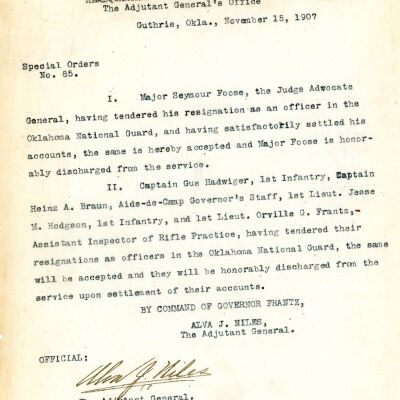 The Adjutant General's Office
Guthrie, Okla., November 15, 1907
Special Orders
No. 85.
I. Major Seymour Foose, the Judge Advocate
General, having tendered his resignation as an officer in the
Oklahoma National Guard, and having satisfactorily settled his
accounts, the same is hereby accepted and Major Foose is honor-
ably discharged from the service.
II. Captain Gus Hadwiger, 1st Infantry, Captain
Heinz A. Braun, Aide-de-Camp Governor's Staff, 1st Lieut. Jesse
M. Hodgson, 1st Infantry, and 1st Lieut. Orville G. Frantz,-
Assistant Inspector of Rifle Practice, having tendered their
resignations as officers in the Oklahoma National Guard, the same
will be accepted and they will be honorably discharged from the
service upon settlement of their accounts.
BY COMMAND OF GOVERNOR FRANTZ,
ALVA J. NILES,
The Adjutant General.
OFFICIAL:
Alva J. Niles
The Adjutant General.